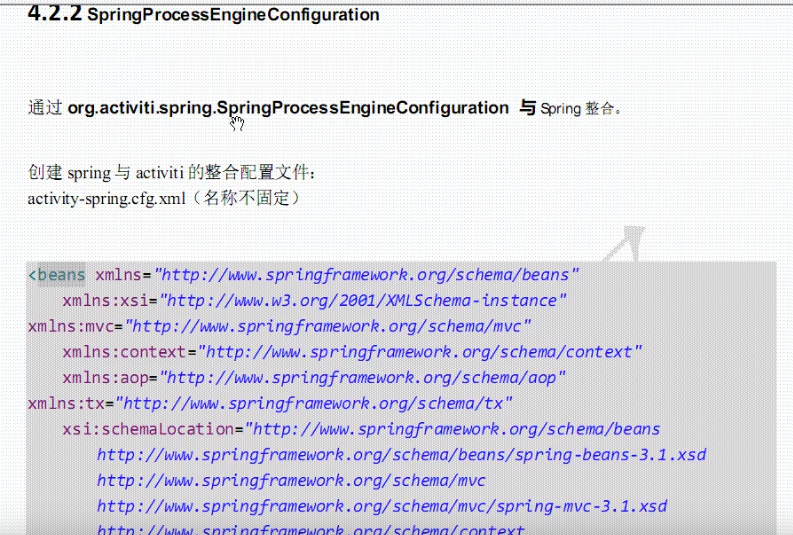 4.2.2 SpringProcessEngineConfiguration
通过 org.activiti.spring.SpringProcessEngineConfiguration 与 Spring 整合。
创建 spring 与 activiti 的整合配置文件：
activity-spring.cfg.xml（名称不固定）
<beans xmlns="http://www.springframework.org/schema/beans"
xmlns:xsi="http://www.w3.org/2001/XMLSchema-instance"
xmlns:mvc="http://www.springframework.org/schema/mvc"
xmlns:context="http://www.springframework.org/schema/context"
xmlns:aop="http://www.springframework.org/schema/aop"
xmlns:tx="http://www.springframework.org/schema/tx"
xsi:schemaLocation="http://www.springframework.org/schema/beans
http://www.springframework.org/schema/beans/spring-beans-3.1.xsd
http://www.springframework.org/schema/mvc
http://www.springframework.org/schema/mvc/spring-mvc-3.1.xsd
http://www.springframework.org/schema/context